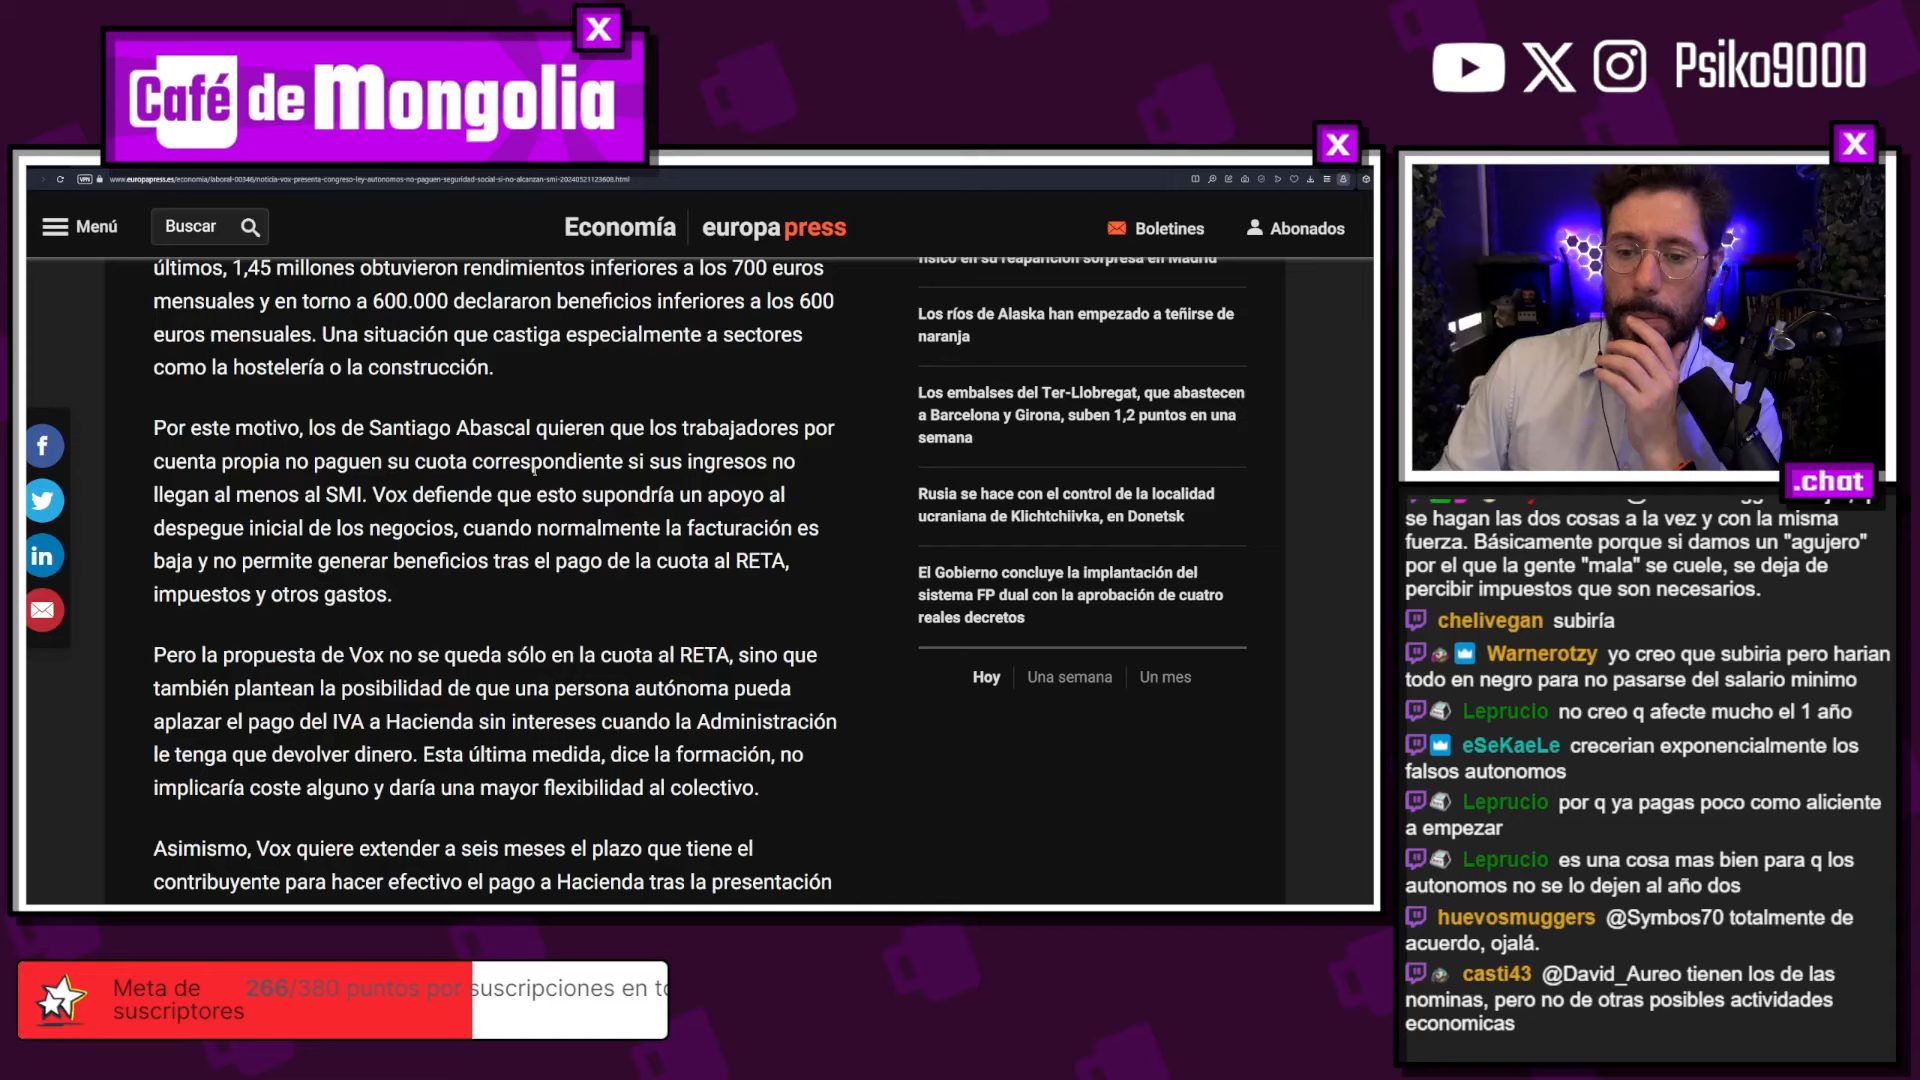 X
Café de Mongolia
Psiko9000
X
X
www.europapress.es/economia/laboral-00346/noticia-vox-presenta-congreso-ley-autonomos-no-paguen-seguridad-social-si-no-alcanzan-smi-20240521123608.html
VPN
Menú
Buscar
Economía
europa press
Boletines
Abonados
últimos, 1,45 millones obtuvieron rendimientos inferiores a los 700 euros
mensuales y en torno a 600.000 declararon beneficios inferiores a los 600
euros mensuales. Una situación que castiga especialmente a sectores
como la hostelería o la construcción.
Por este motivo, los de Santiago Abascal quieren que los trabajadores por
cuenta propia no paguen su cuota correspondiente si sus ingresos no
llegan al menos al SMI. Vox defiende que esto supondría un apoyo al
despegue inicial de los negocios, cuando normalmente la facturación es
baja y no permite generar beneficios tras el pago de la cuota al RETA,
impuestos y otros gastos.
Pero la propuesta de Vox no se queda sólo en la cuota al RETA, sino que
también plantean la posibilidad de que una persona autónoma pueda
aplazar el pago del IVA a Hacienda sin intereses cuando la Administración
le tenga que devolver dinero. Esta última medida, dice la formación, no
implicaría coste alguno y daría una mayor flexibilidad al colectivo.
Asimismo, Vox quiere extender a seis meses el plazo que tiene el
contribuyente para hacer efectivo el pago a Hacienda tras la presentación
físico en su reaparición sorpresa en Madrid
Los ríos de Alaska han empezado a teñirse de
naranja
Los embalses del Ter-Llobregat, que abastecen
a Barcelona y Girona, suben 1,2 puntos en una
semana
Rusia se hace con el control de la localidad
ucraniana de Klichtchiivka, en Donetsk
El Gobierno concluye la implantación del
sistema FP dual con la aprobación de cuatro
reales decretos
Hoy
Una semana
Un mes
.chat
se hagan las dos cosas a la vez y con la misma
fuerza. Básicamente porque si damos un "agujero"
por el que la gente "mala" se cuele, se deja de
percibir impuestos que son necesarios.
chelivegan subiría
Warnerotzy yo creo que subiria pero harian
todo en negro para no pasarse del salario minimo
Leprucio no creo q afecte mucho el 1 año
eSeKaeLe crecerian exponencialmente los
falsos autonomos
Leprucio por q ya pagas poco como aliciente
a empezar
Leprucio es una cosa mas bien para q los
autonomos no se lo dejen al año dos
huevosmuggers @Symbos70 totalmente de
acuerdo, ojalá.
casti43 @David_Aureo tienen los de las
nominas, pero no de otras posibles actividades
economicas
Meta de
suscriptores
266/380 puntos por suscripciones en to